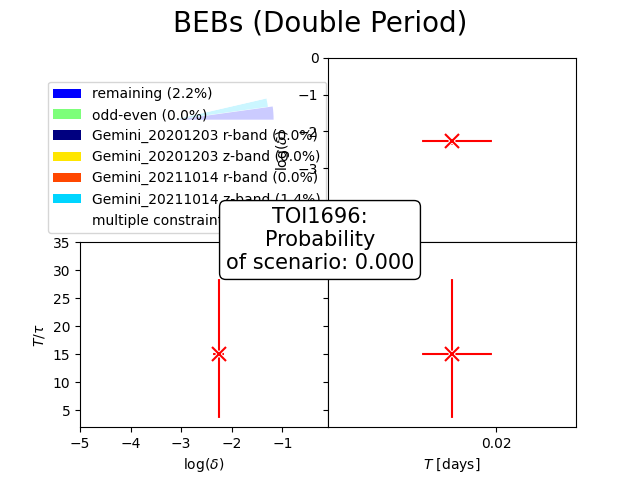 BEBs (Double Period)
remaining (2.2%)
odd-even (0.0%)
Gemini_20201203 r-band (0.0%)
Gemini_20201203 z-band (0.0%)
Gemini_20211014 r-band (0.0%)
Gemini_20211014 z-band (1.4%)
multiple constraint
0
−1
−2
−3
log(δ)
TOI1696:
Probability
of scenario: 0.000
35
30
25
20
15
10
5
T/τ
−5 −4 −3 −2 −1
log(δ)
0.02
T [days]